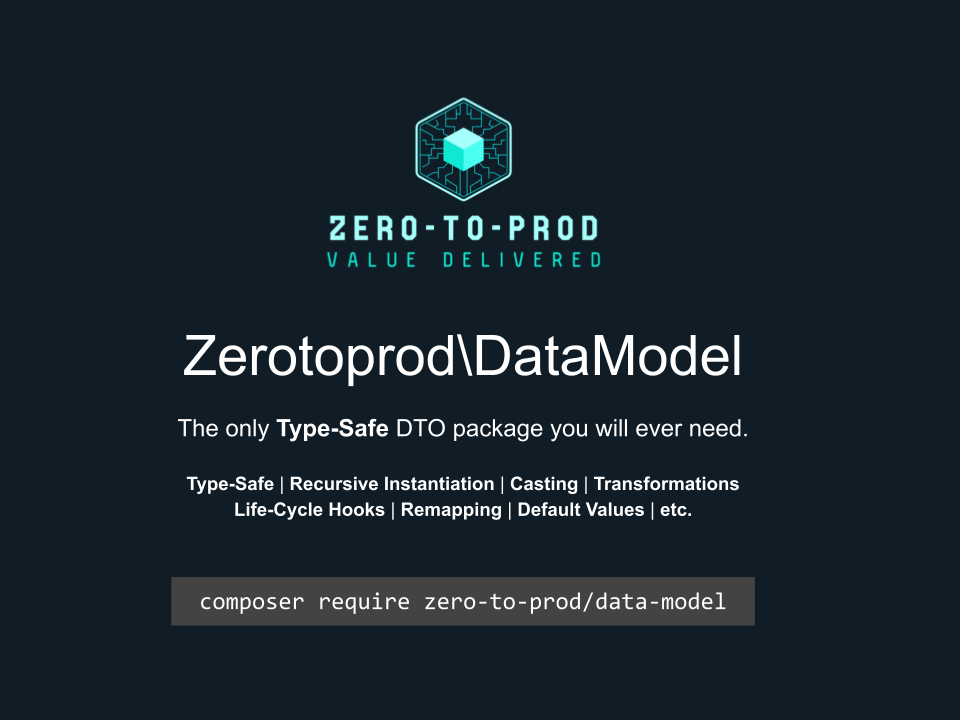 ZERO-TO-PROD
VALUE DELIVERED
Zerotoprod\DataModel
The only Type-Safe DTO package you will ever need.
Type-Safe | Recursive Instantiation | Casting | Transformations
Life-Cycle Hooks | Remapping | Default Values | etc.
composer require zero-to-prod/data-model